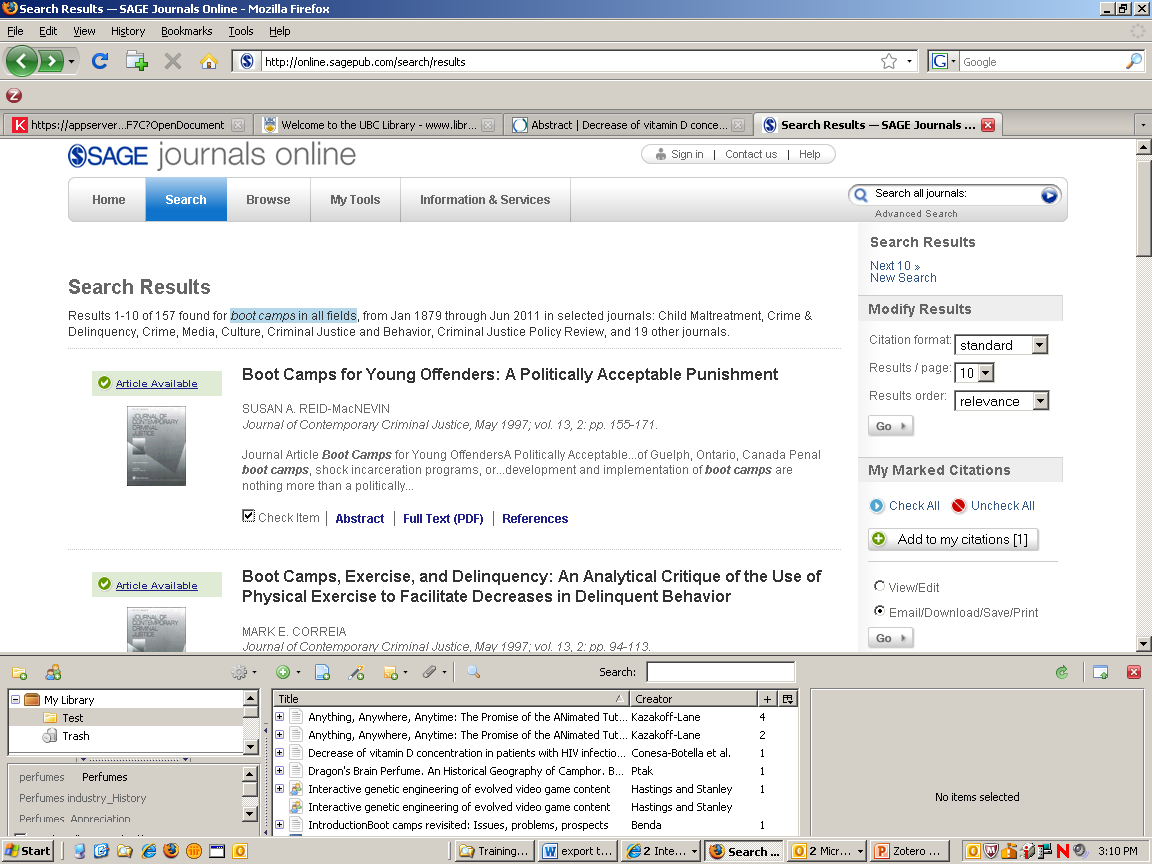 Search Results — SAGE Journals Online - Mozilla Firefox
File Edit View History Bookmarks Tools Help
http://online.sagepub.com/search/results
G Google
https://appserver...F7C?OpenDocument
Welcome to the UBC Library - www.libr...
Abstract | Decrease of vitamin D conce...
Search Results — SAGE Journals ...
SAGE journals online
Sign in | Contact us | Help
Home Search Browse My Tools Information & Services
Search all journals:
Advanced Search
Search Results
Next 10 »
New Search
Modify Results
Citation format: standard
Results / page: 10
Results order: relevance
Go
My Marked Citations
Check All Uncheck All
Add to my citations [1]
View/Edit
Email/Download/Save/Print
Go
Search Results
Results 1-10 of 157 found for boot camps in all fields, from Jan 1879 through Jun 2011 in selected journals: Child Maltreatment, Crime &
Delinquency, Crime, Media, Culture, Criminal Justice and Behavior, Criminal Justice Policy Review, and 19 other journals.
Article Available
JOURNAL OF CONTEMPORARY CRIMINAL JUSTICE
Boot Camps for Young Offenders: A Politically Acceptable Punishment
SUSAN A. REID-MacNEVIN
Journal of Contemporary Criminal Justice, May 1997; vol. 13, 2: pp. 155-171.
Journal Article Boot Camps for Young OffendersA Politically Acceptable...of Guelph, Ontario, Canada Penal
boot camps, shock incarceration programs, or...development and implementation of boot camps are
nothing more than a politically...
Check Item | Abstract | Full Text (PDF) | References
Article Available
JOURNAL OF CONTEMPORARY CRIMINAL JUSTICE
Boot Camps, Exercise, and Delinquency: An Analytical Critique of the Use of
Physical Exercise to Facilitate Decreases in Delinquent Behavior
MARK E. CORREIA
Journal of Contemporary Criminal Justice, May 1997; vol. 13, 2: pp. 94-113.
Search:
My Library
Test
Trash
perfumes Perfumes
Perfumes industry_History
Perfumes_Appreciation
Title Creator +
Anything, Anywhere, Anytime: The Promise of the ANimated Tut... Kazakoff-Lane 4
Anything, Anywhere, Anytime: The Promise of the ANimated Tut... Kazakoff-Lane 2
Decrease of vitamin D concentration in patients with HIV infectio... Conesa-Botella et al. 1
Dragon's Brain Perfume. An Historical Geography of Camphor. B... Ptak 1
Interactive genetic engineering of evolved video game content Hastings and Stanley 1
Interactive genetic engineering of evolved video game content Hastings and Stanley
IntroductionBoot camps revisited: Issues, problems, prospects Benda 1
No items selected
Start
Training...
export t...
2 Inte...
Search ...
2 Micr...
Zotero ...
3:10 PM